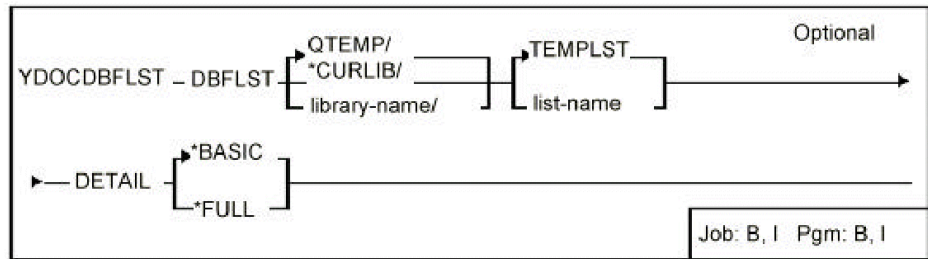 Optional
QTEMP/
TEMPLST
*CURLIB/
YDOCDBFLST DBFLST
library-name/
list-name
*BASIC
DETAIL
*FULL
Job: B, I Pgm: B, I